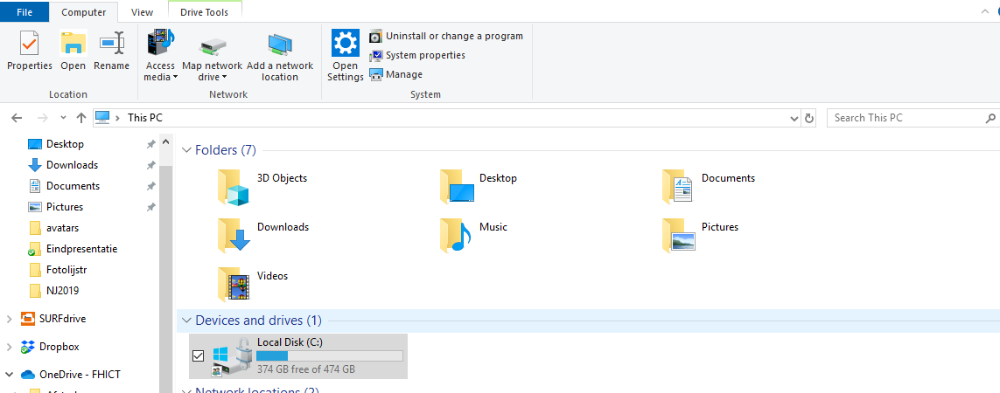 File
Computer
View
Drive Tools
Properties
Open
Rename
Access media
Map network drive
Add a network location
Open Settings
Uninstall or change a program
System properties
Manage
Location
Network
System
This PC
Search This PC
Desktop
Downloads
Documents
Pictures
avatars
Eindpresentatie
Fotolijstr
NJ2019
SURFdrive
Dropbox
OneDrive - FHICT
Folders (7)
3D Objects
Desktop
Documents
Downloads
Music
Pictures
Videos
Devices and drives (1)
Local Disk (C:)
374 GB free of 474 GB
Network locations (2)